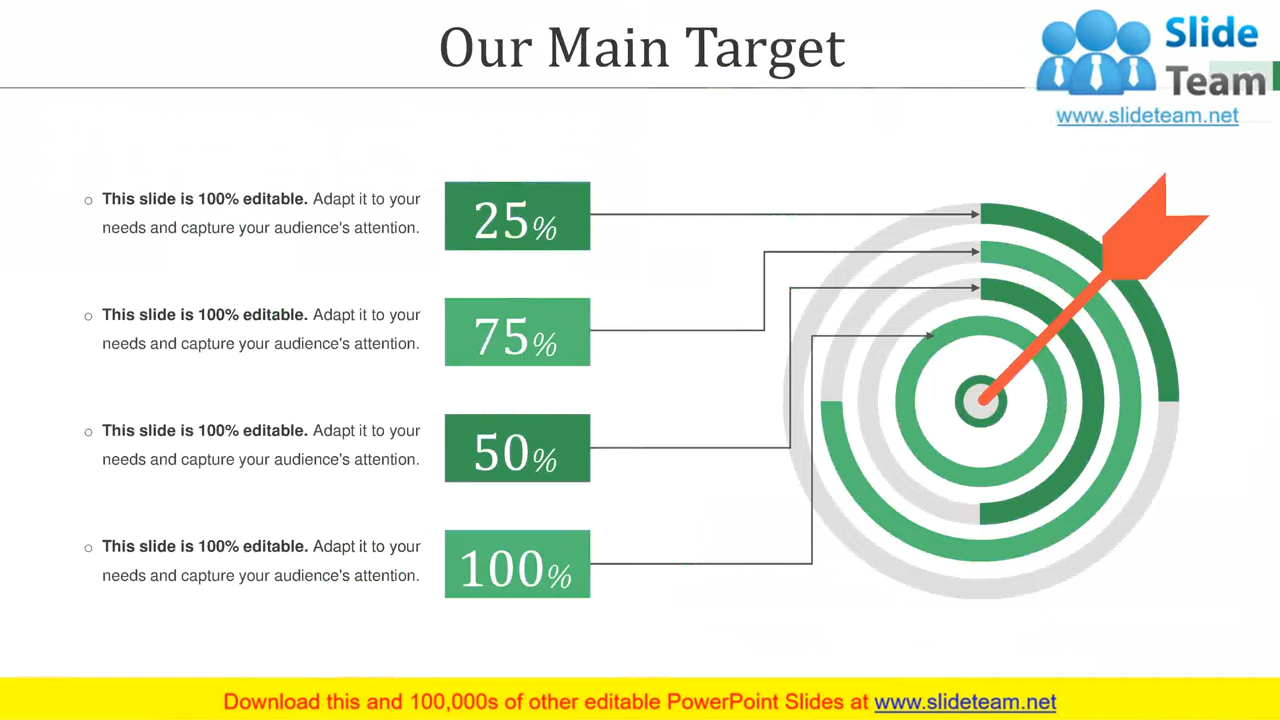 Our Main Target
Slide
Team
www.slideteam.net
This slide is 100% editable. Adapt it to your
needs and capture your audience's attention.
25%
This slide is 100% editable. Adapt it to your
needs and capture your audience's attention.
75%
This slide is 100% editable. Adapt it to your
needs and capture your audience's attention.
50%
This slide is 100% editable. Adapt it to your
needs and capture your audience's attention.
100%
Download this and 100,000s of other editable PowerPoint Slides at www.slideteam.net